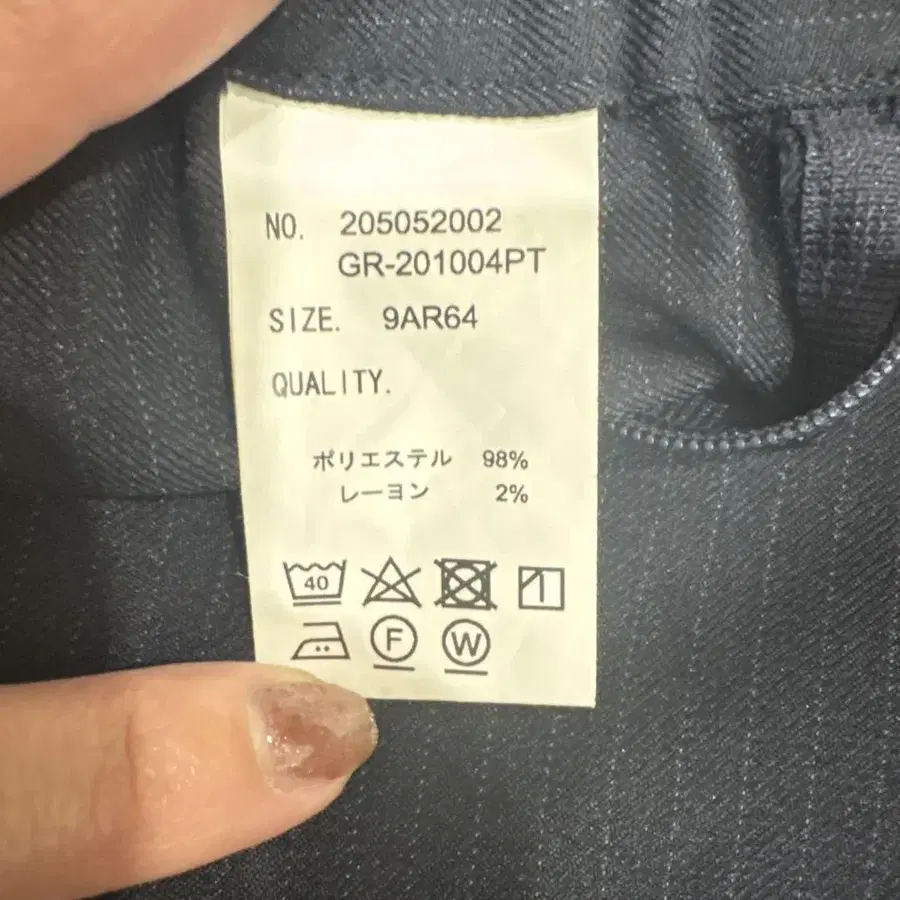 NO. 205052002
GR-201004PT
SIZE. 9AR64
QUALITY.
ポリエステル 98%
レーヨン 2%
40
F W